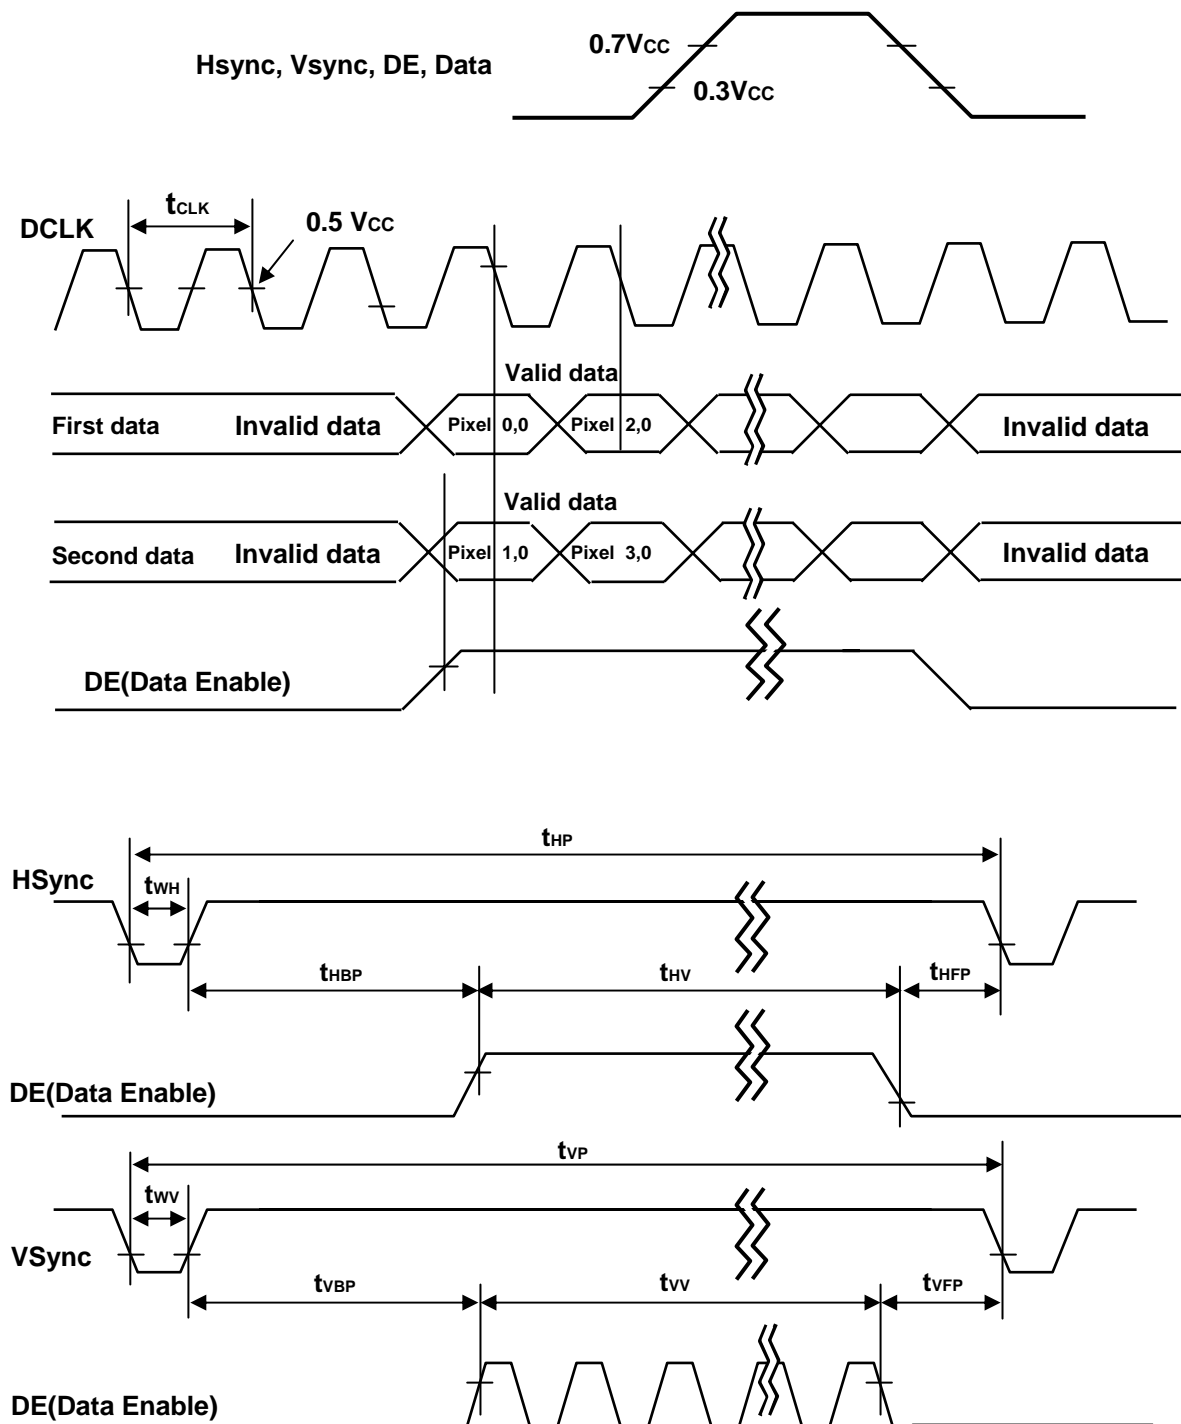 0.7VCC
Hsync, Vsync, DE, Data
0.3VCC
tCLK
DCLK
0.5 VCC
Valid data
First data Invalid data Pixel 0,0 Pixel 2,0 Invalid data
Valid data
Second data Invalid data Pixel 1,0 Pixel 3,0 Invalid data
DE(Data Enable)
tHP
HSync
tWH
tHBP tHV tHFP
DE(Data Enable)
tVP
tWV
VSync
tVBP tVV tVFP
DE(Data Enable)